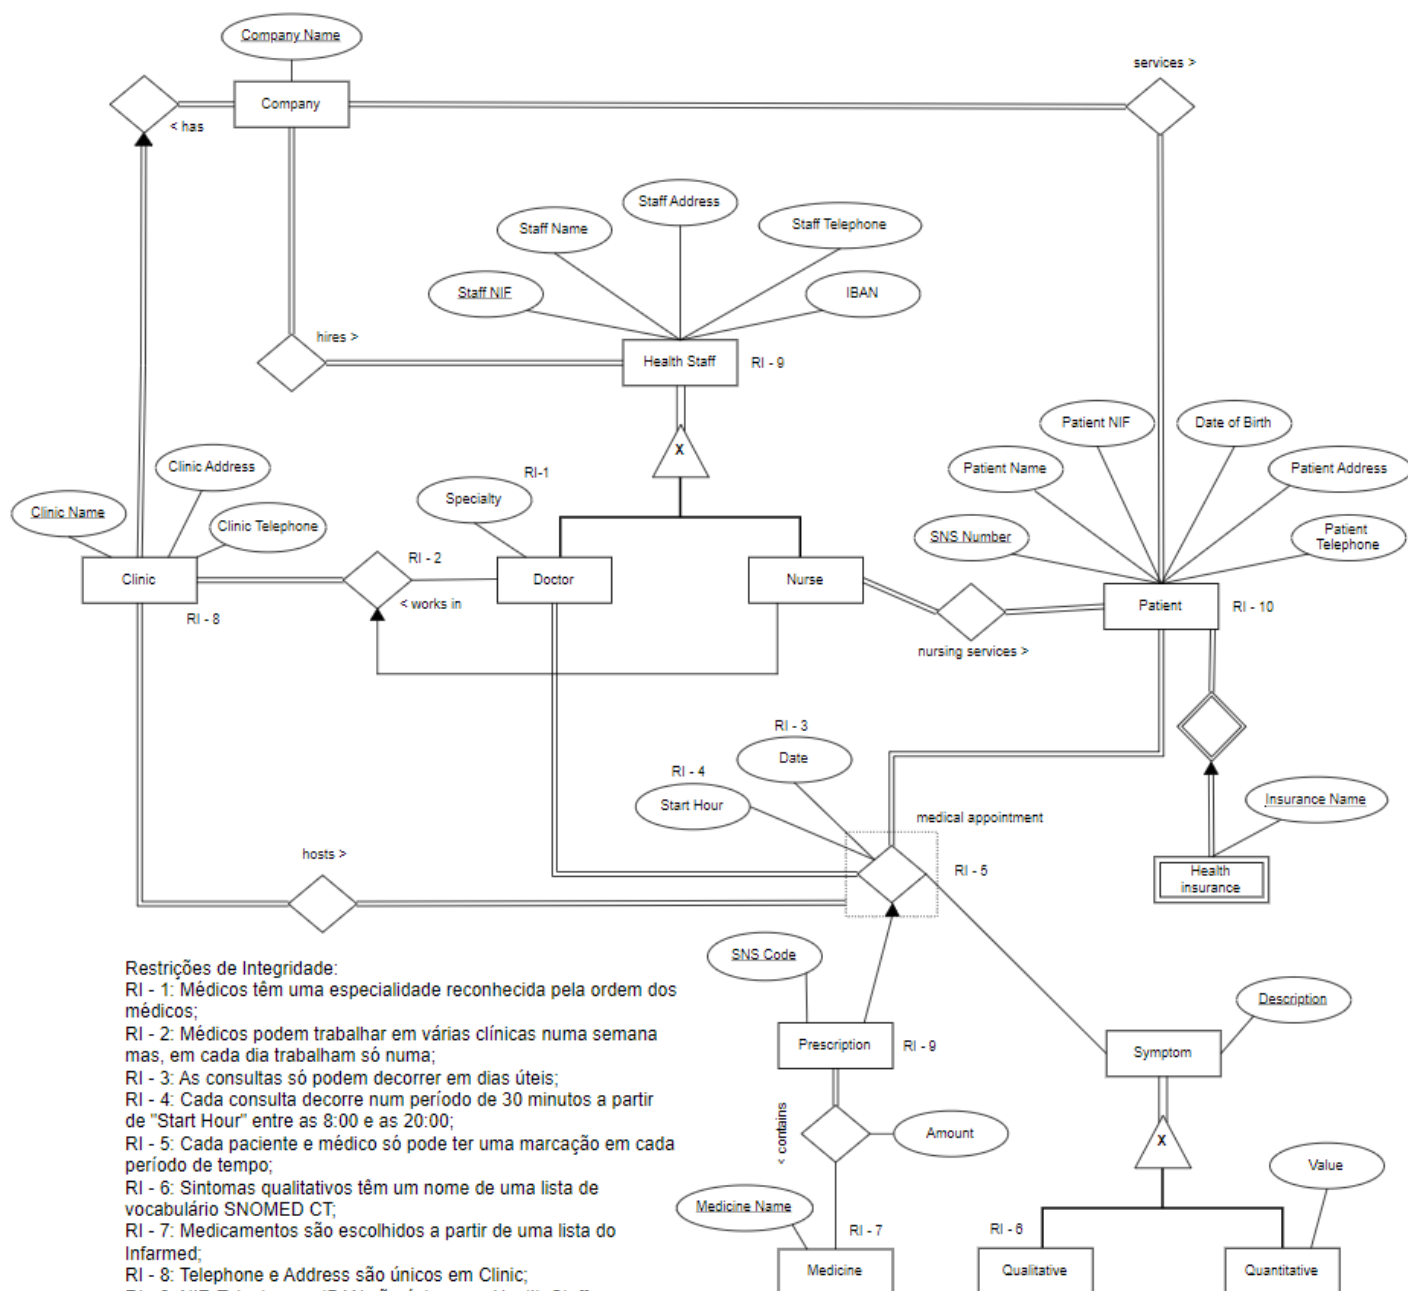 Company Name
services >
Company
< has
Staff Address
Staff Name
Staff Telephone
Staff NIF
IBAN
hires >
Health Staff
RI - 9
X
Patient NIF
Date of Birth
Patient Name
Patient Address
SNS Number
Patient
Telephone
Clinic Address
Clinic Name
Clinic Telephone
RI-1
Specialty
RI - 2
Clinic
Doctor
Nurse
Patient
RI - 10
< works in
RI - 8
nursing services >
RI - 3
Date
RI - 4
Start Hour
medical appointment
Insurance Name
hosts >
RI - 5
Health
insurance
SNS Code
Description
Prescription
RI - 9
Symptom
< contains
Amount
X
Value
Medicine Name
RI - 7
RI - 6
Medicine
Qualitative
Quantitative
Restrições de Integridade:
RI - 1: Médicos têm uma especialidade reconhecida pela ordem dos
médicos;
RI - 2: Médicos podem trabalhar em várias clínicas numa semana
mas, em cada dia trabalham só numa;
RI - 3: As consultas só podem decorrer em dias úteis;
RI - 4: Cada consulta decorre num período de 30 minutos a partir
de "Start Hour" entre as 8:00 e as 20:00;
RI - 5: Cada paciente e médico só pode ter uma marcação em cada
período de tempo;
RI - 6: Sintomas qualitativos têm um nome de uma lista de
vocabulário SNOMED CT;
RI - 7: Medicamentos são escolhidos a partir de uma lista do
Infarmed;
RI - 8: Telephone e Address são únicos em Clinic;